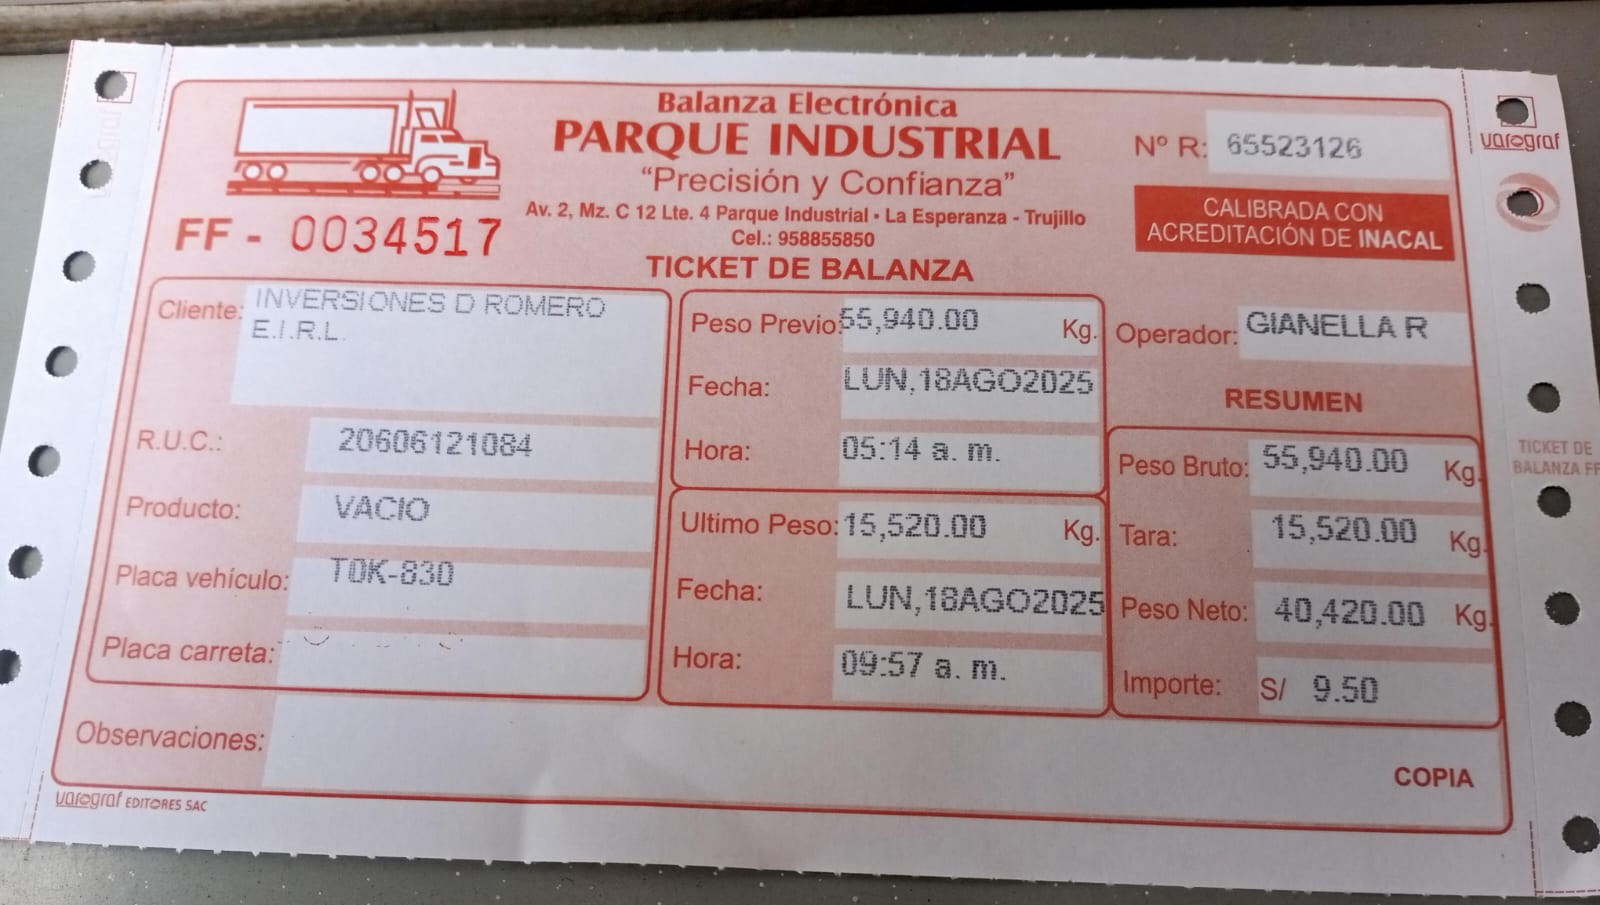 Balanza Electrónica
PARQUE INDUSTRIAL
“Precisión y Confianza”
Av. 2, Mz. C 12 Lte. 4 Parque Industrial • La Esperanza - Trujillo
Cel.: 958855850
FF - 0034517
Nº R: 65523126
CALIBRADA CON
ACREDITACIÓN DE INACAL
TICKET DE BALANZA
Cliente: INVERSIONES D ROMERO
E.I.R.L.
R.U.C.: 20606121084
Producto: VACIO
Placa vehículo: T0K-830
Placa carreta:
Peso Previo: 55,940.00 Kg.
Fecha: LUN,18AGO2025
Hora: 05:14 a. m.
Ultimo Peso: 15,520.00 Kg.
Fecha: LUN,18AGO2025
Hora: 09:57 a. m.
Operador: GIANELLA R
RESUMEN
Peso Bruto: 55,940.00 Kg.
Tara: 15,520.00 Kg.
Peso Neto: 40,420.00 Kg.
Importe: S/ 9.50
Observaciones:
COPIA
varograf EDITORES SAC
varograf
TICKET DE
BALANZA FF